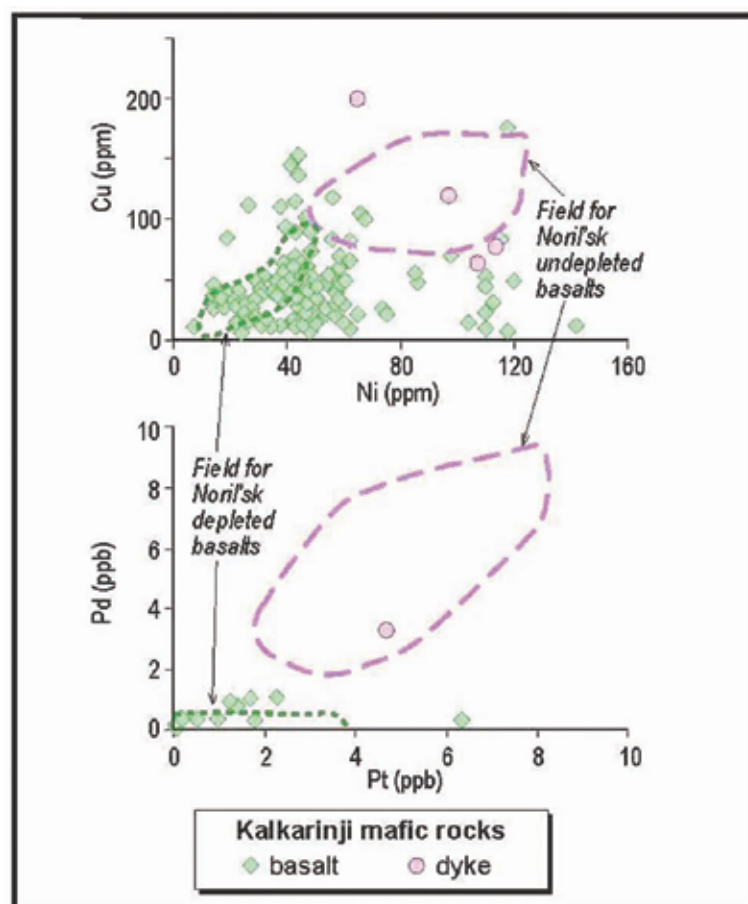 200
100
0
Cu (ppm)
0
40
80
120
160
Ni (ppm)
Field for
Noril'sk
undepleted
basalts
Field for
Noril'sk
depleted
basalts
10
8
6
4
2
0
Pd (ppb)
0
2
4
6
8
10
Pt (ppb)
Kalkarinji mafic rocks
basalt
dyke